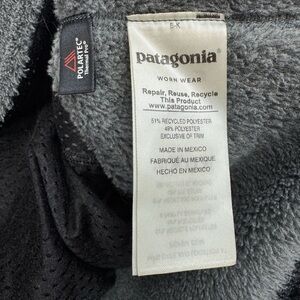 POLARTEC®
Thermal Pro®
patagonia®
WORN WEAR
Repair, Reuse, Recycle
This Product
www.patagonia.com
51% RECYCLED POLYESTER
49% POLYESTER
EXCLUSIVE OF TRIM
MADE IN MEXICO
FABRIQUÉ AU MEXIQUE
HECHO EN MEXICO